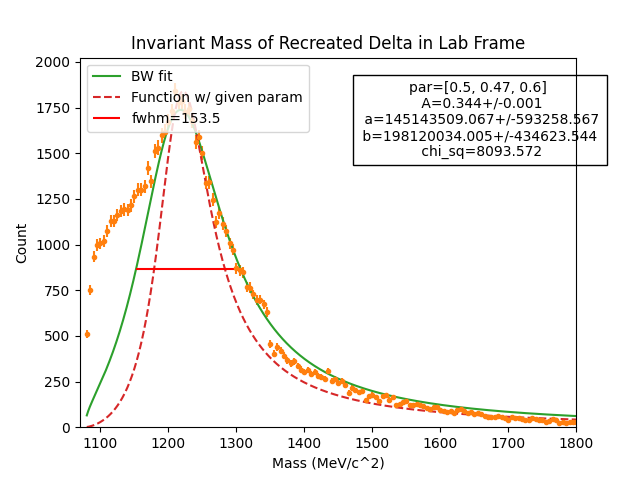 Invariant Mass of Recreated Delta in Lab Frame
BW fit
Function w/ given param
fwhm=153.5
par=[0.5, 0.47, 0.6]
A=0.344+/-0.001
a=145143509.067+/-593258.567
b=198120034.005+/-434623.544
chi_sq=8093.572
Count
2000
1750
1500
1250
1000
750
500
250
0
1100 1200 1300 1400 1500 1600 1700 1800
Mass (MeV/c^2)